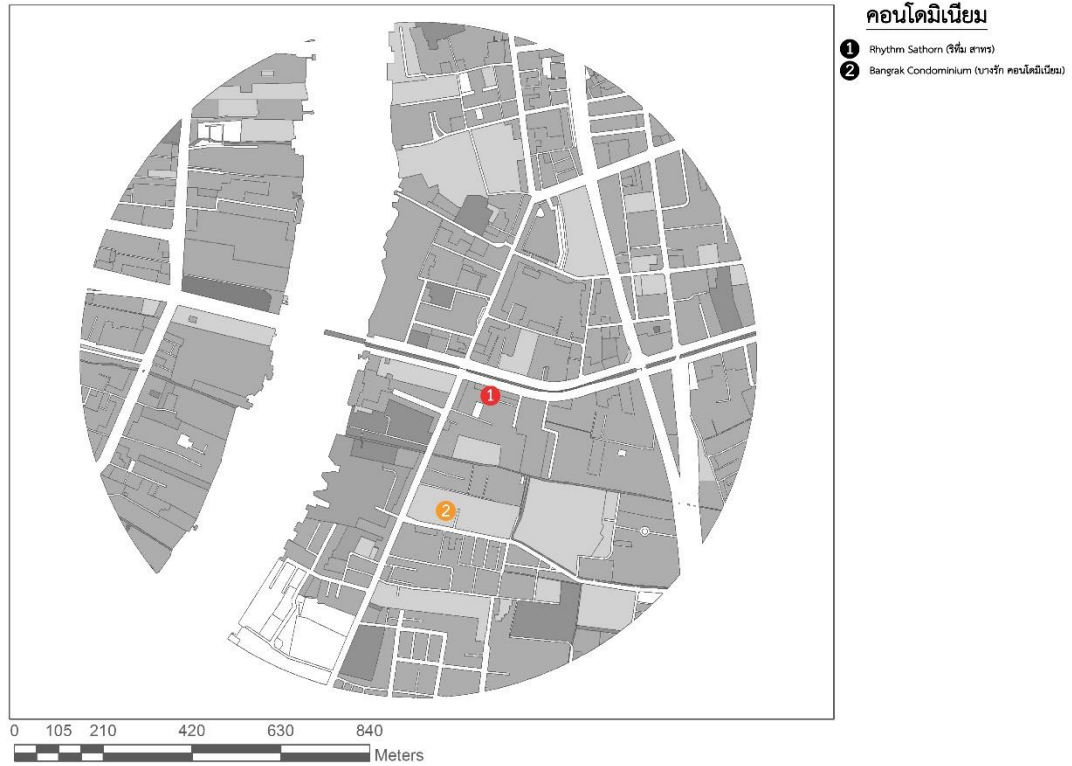 คอนโดมิเนียม
1 Rhythm Sathorn (ริทึ่ม สาทร)
2 Bangrak Condominium (บางรัก คอนโดมิเนียม)
1
2
0 105 210 420 630 840
Meters